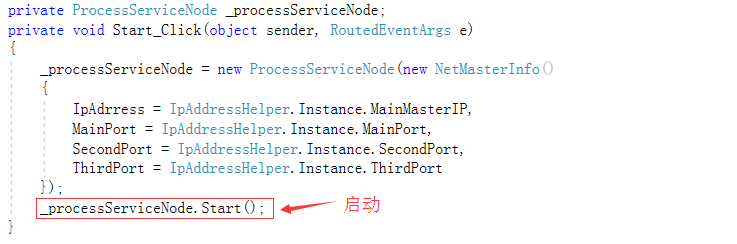 private ProcessServiceNode _processServiceNode;
private void Start_Click(object sender, RoutedEventArgs e)
{
    _processServiceNode = new ProcessServiceNode(new NetMasterInfo()
    {
        IpAdrress = IpAddressHelper.Instance.MainMasterIP,
        MainPort = IpAddressHelper.Instance.MainPort,
        SecondPort = IpAddressHelper.Instance.SecondPort,
        ThirdPort = IpAddressHelper.Instance.ThirdPort
    });
    _processServiceNode.Start(); 启动
}